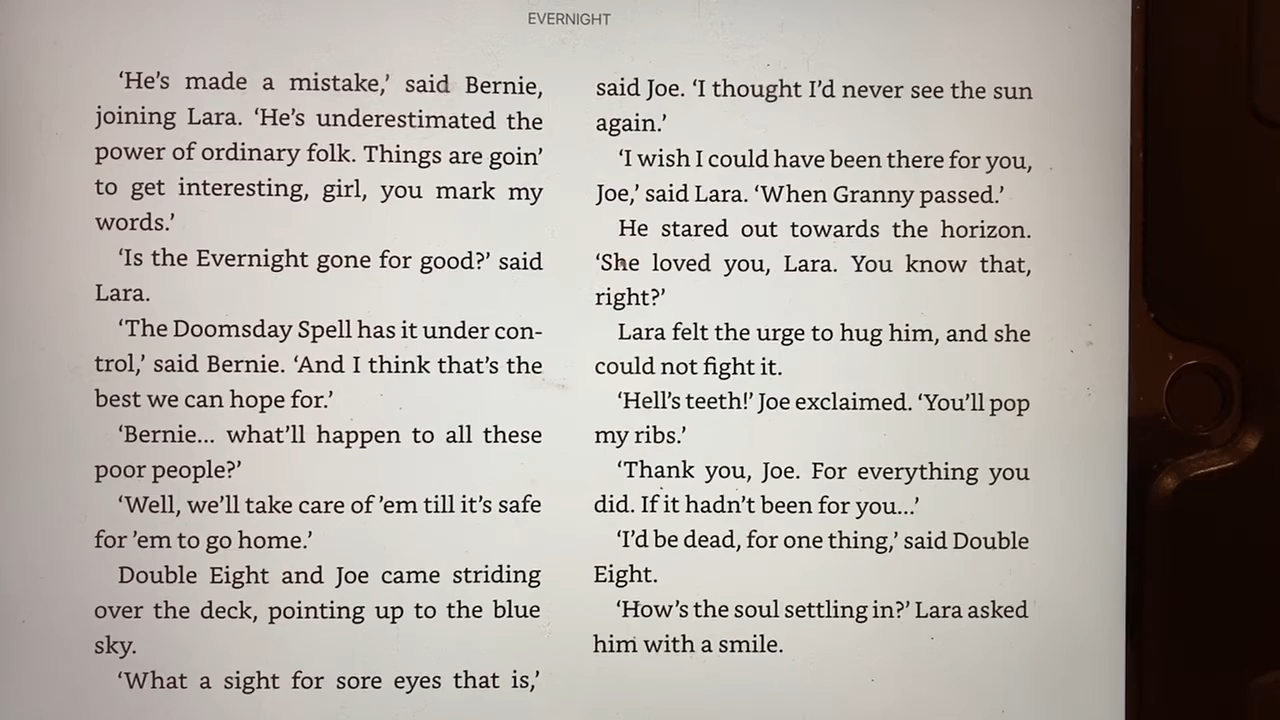 EVERNIGHT
‘He’s made a mistake,’ said Bernie,
joining Lara. ‘He’s underestimated the
power of ordinary folk. Things are goin’
to get interesting, girl, you mark my
words.’
‘Is the Evernight gone for good?’ said
Lara.
‘The Doomsday Spell has it under con-
trol,’ said Bernie. ‘And I think that’s the
best we can hope for.’
‘Bernie... what’ll happen to all these
poor people?’
‘Well, we’ll take care of ’em till it’s safe
for ’em to go home.’
Double Eight and Joe came striding
over the deck, pointing up to the blue
sky.
‘What a sight for sore eyes that is,’
said Joe. ‘I thought I’d never see the sun
again.’
‘I wish I could have been there for you,
Joe,’ said Lara. ‘When Granny passed.’
He stared out towards the horizon.
‘She loved you, Lara. You know that,
right?’
Lara felt the urge to hug him, and she
could not fight it.
‘Hell’s teeth!’ Joe exclaimed. ‘You’ll pop
my ribs.’
‘Thank you, Joe. For everything you
did. If it hadn’t been for you...’
‘I’d be dead, for one thing,’ said Double
Eight.
‘How’s the soul settling in?’ Lara asked
him with a smile.